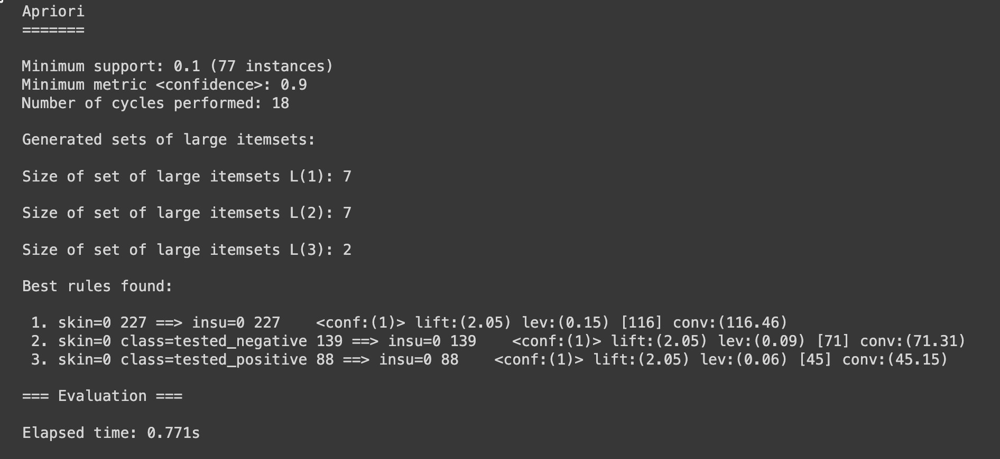 Apriori
=======
Minimum support: 0.1 (77 instances)
Minimum metric <confidence>: 0.9
Number of cycles performed: 18
Generated sets of large itemsets:
Size of set of large itemsets L(1): 7
Size of set of large itemsets L(2): 7
Size of set of large itemsets L(3): 2
Best rules found:
1. skin=0 227 ==> insu=0 227    <conf:(1)> lift:(2.05) lev:(0.15) [116] conv:(116.46)
2. skin=0 class=tested_negative 139 ==> insu=0 139    <conf:(1)> lift:(2.05) lev:(0.09) [71] conv:(71.31)
3. skin=0 class=tested_positive 88 ==> insu=0 88    <conf:(1)> lift:(2.05) lev:(0.06) [45] conv:(45.15)
=== Evaluation ===
Elapsed time: 0.771s